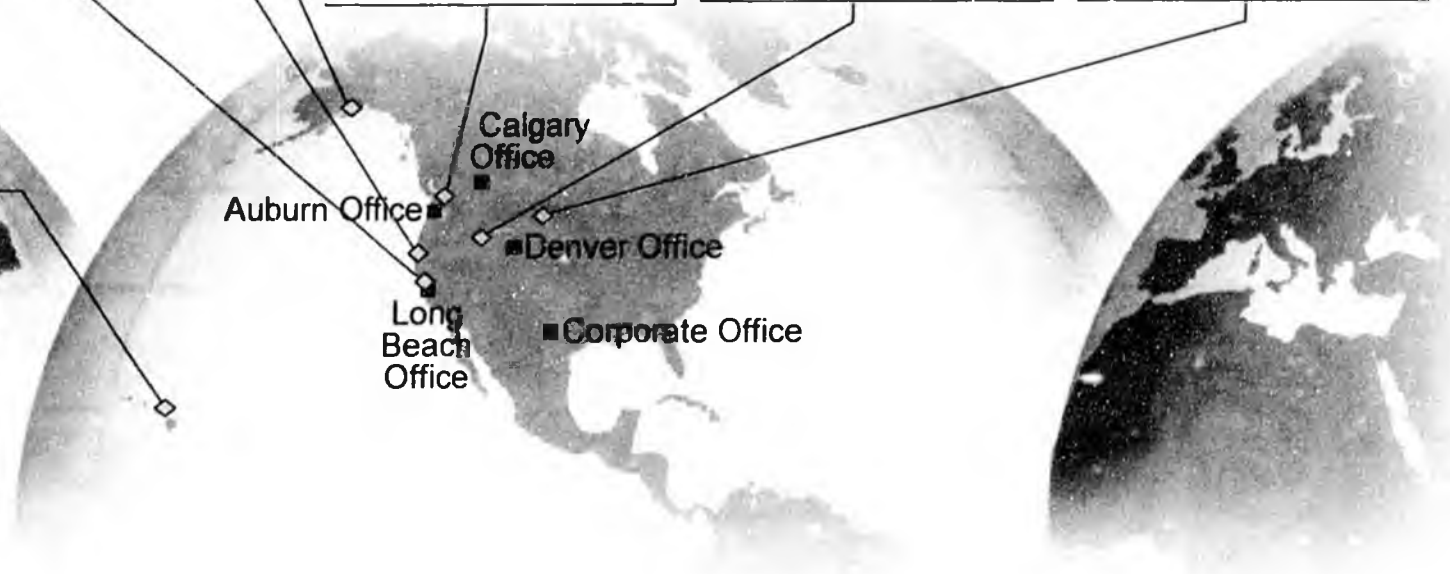 Calgary
Office
Auburn Office
Denver Office
Long
Beach
Office
Corporate Office